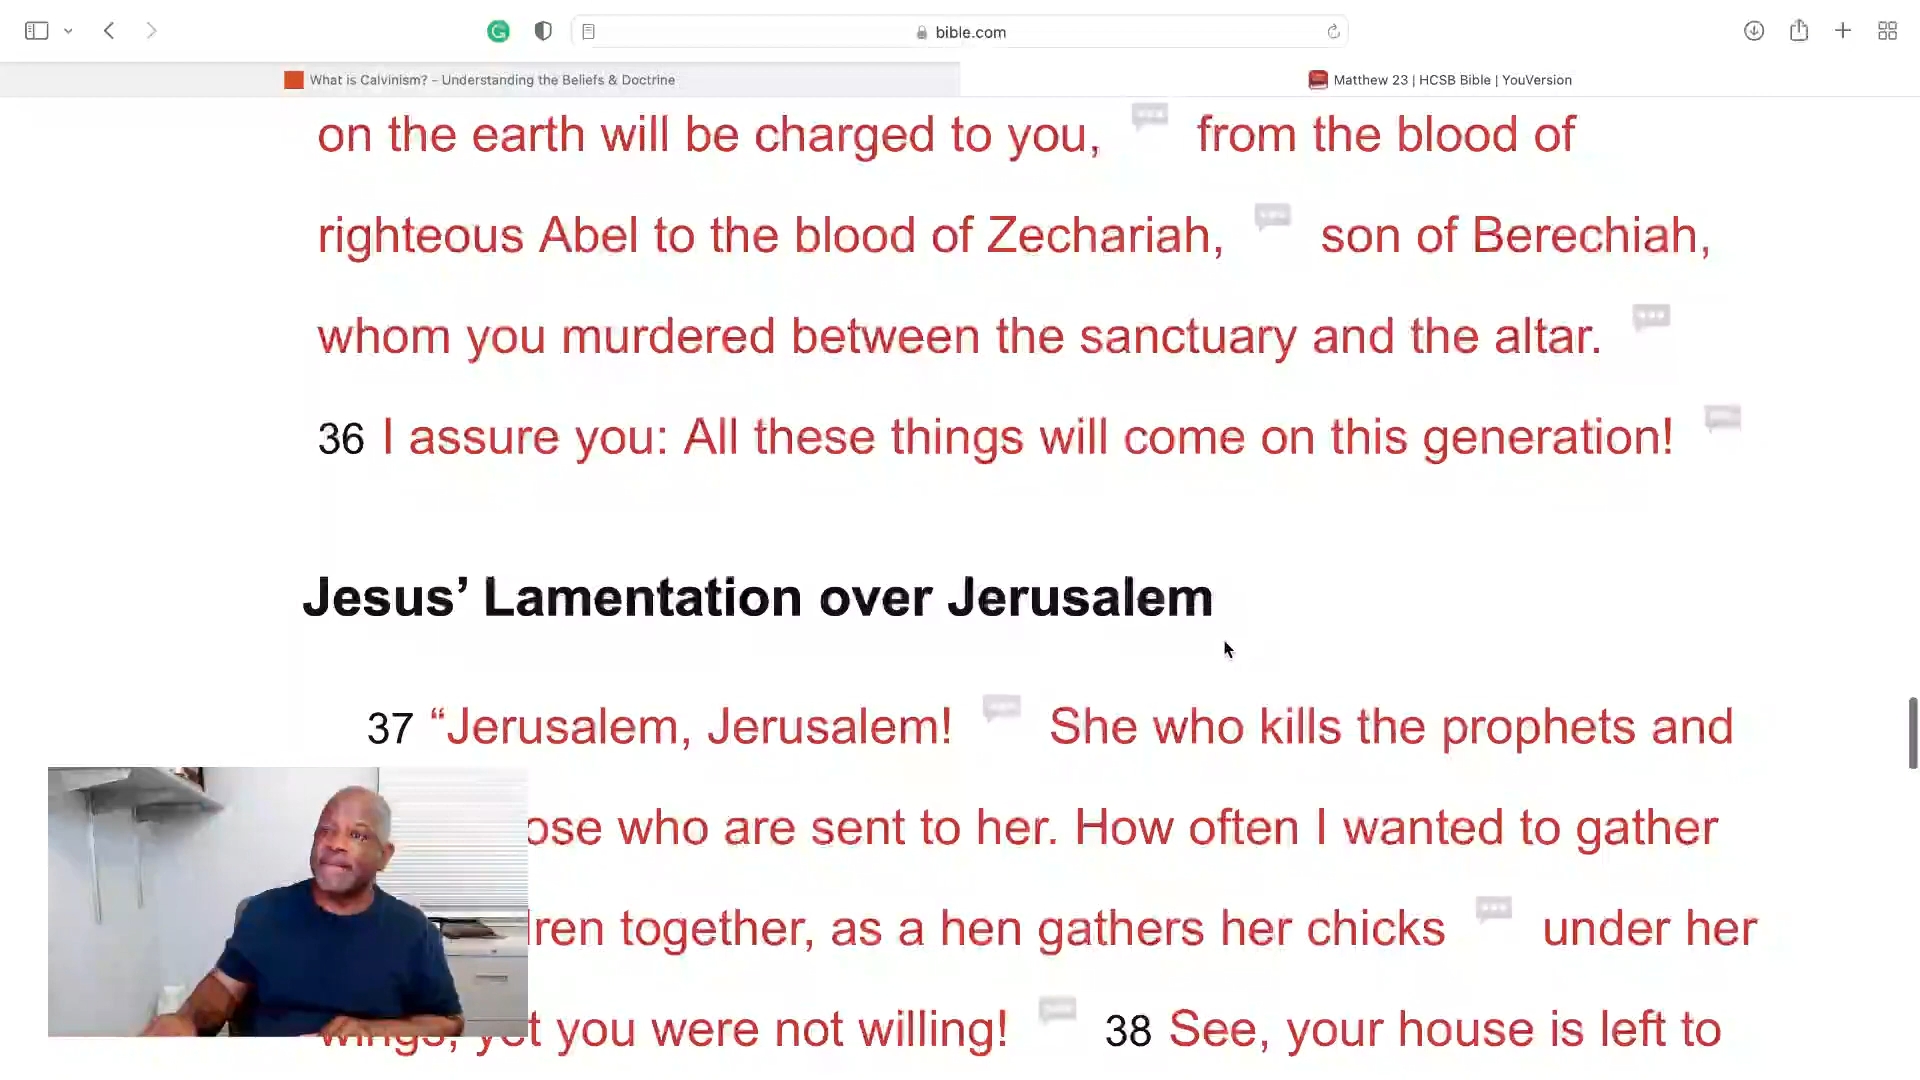 bible.com
What is Calvinism? – Understanding the Beliefs & Doctrine
Matthew 23 | HCSB Bible | YouVersion
on the earth will be charged to you, from the blood of
righteous Abel to the blood of Zechariah, son of Berechiah,
whom you murdered between the sanctuary and the altar.
36 I assure you: All these things will come on this generation!
Jesus’ Lamentation over Jerusalem
37 “Jerusalem, Jerusalem! She who kills the prophets and
ose who are sent to her. How often I wanted to gather
dren together, as a hen gathers her chicks under her
wings, yet you were not willing! 38 See, your house is left to